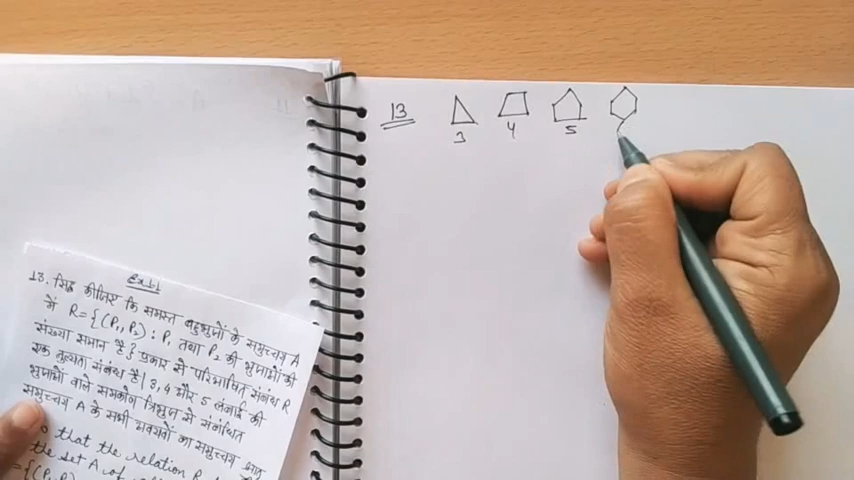 13
3 4 5
Ex 1.1
13. सिद्ध कीजिए कि समस्त बहुभुजों के समुच्चय A
में R = {(P₁, P₂) : P₁ तथा P₂ की भुजाओं की
संख्या समान है} प्रकार से परिभाषित संबंध R
एक तुल्यता संबंध है। 3, 4 और 5 लंबाई की
भुजाओं वाले समकोण त्रिभुज से संबंधित
समुच्चय A के सभी अवयवों का समुच्चय ज्ञात
that the relation R
the set A of
= {(P₁, P₂)